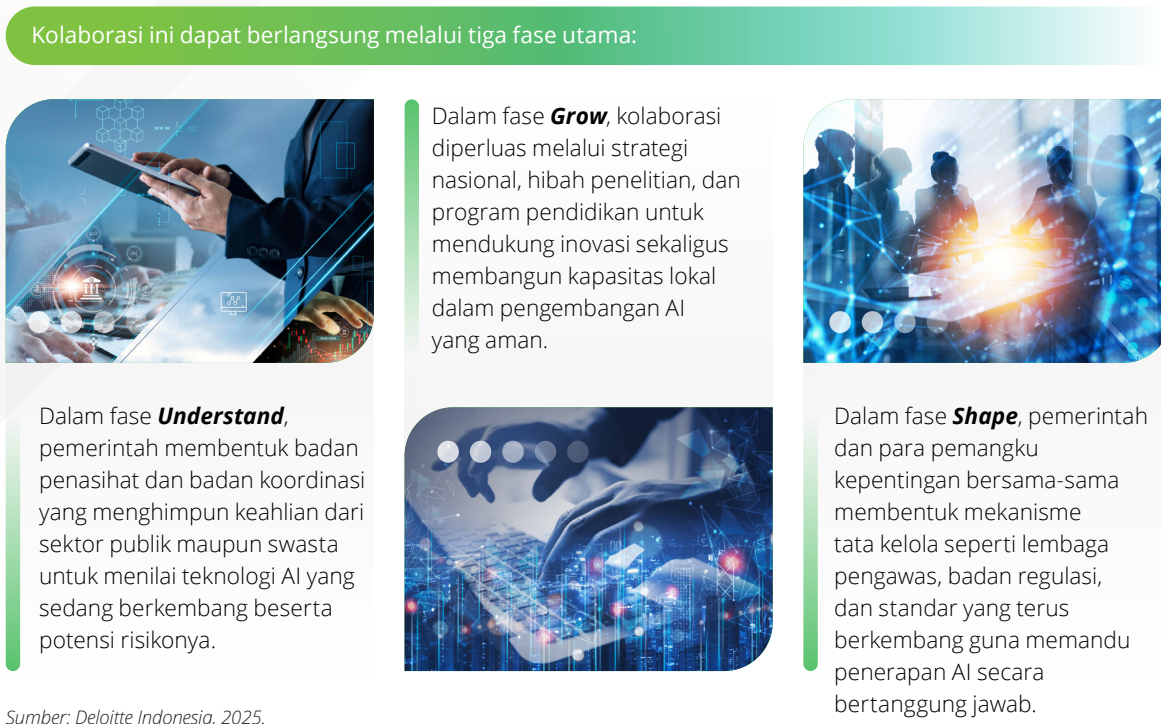 Kolaborasi ini dapat berlangsung melalui tiga fase utama:
Dalam fase Understand,
pemerintah membentuk badan
penasihat dan badan koordinasi
yang menghimpun keahlian dari
sektor publik maupun swasta
untuk menilai teknologi AI yang
sedang berkembang beserta
potensi risikonya.
Dalam fase Grow, kolaborasi
diperluas melalui strategi
nasional, hibah penelitian, dan
program pendidikan untuk
mendukung inovasi sekaligus
membangun kapasitas lokal
dalam pengembangan AI
yang aman.
Dalam fase Shape, pemerintah
dan para pemangku
kepentingan bersama-sama
membentuk mekanisme
tata kelola seperti lembaga
pengawas, badan regulasi,
dan standar yang terus
berkembang guna memandu
penerapan AI secara
bertanggung jawab.
Sumber: Deloitte Indonesia, 2025.